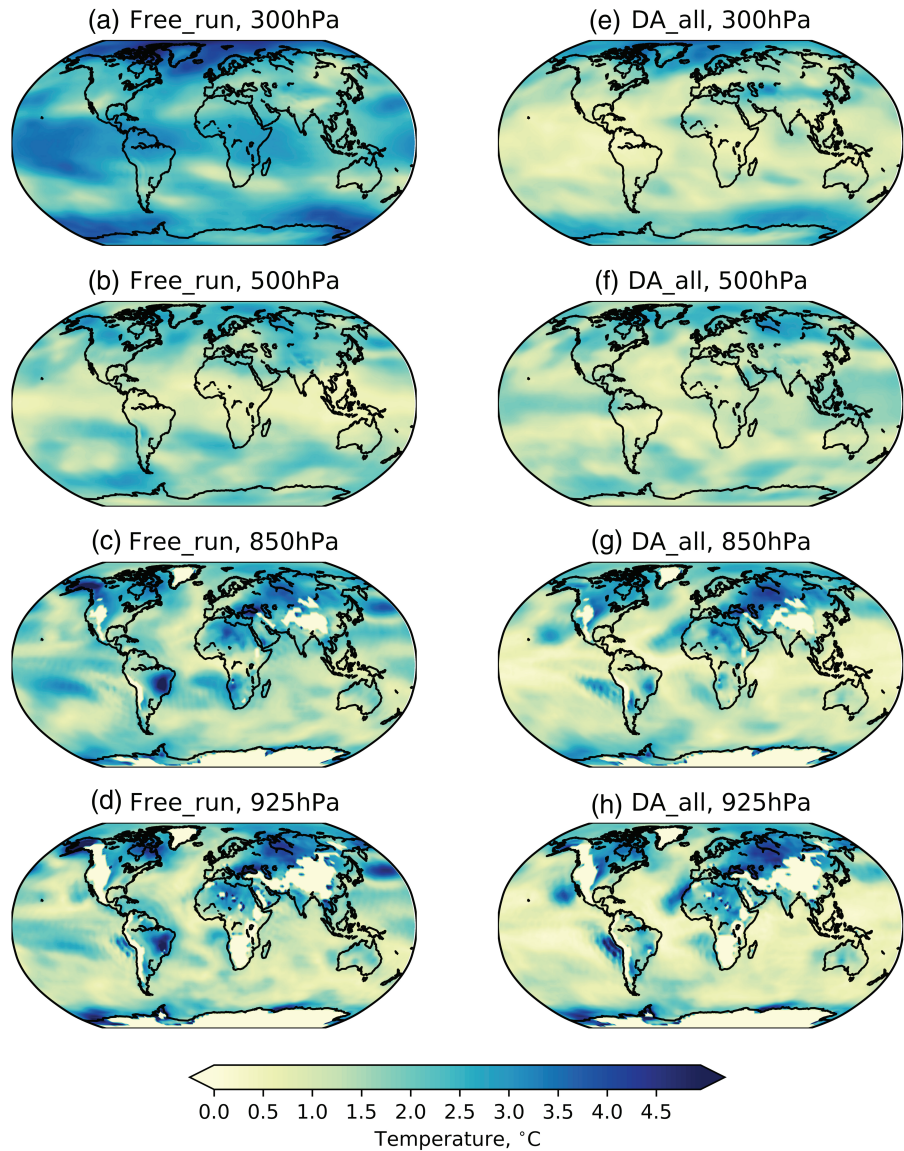 (a) Free_run, 300hPa
(e) DA_all, 300hPa
(b) Free_run, 500hPa
(f) DA_all, 500hPa
(c) Free_run, 850hPa
(g) DA_all, 850hPa
(d) Free_run, 925hPa
(h) DA_all, 925hPa
0.0 0.5 1.0 1.5 2.0 2.5 3.0 3.5 4.0 4.5
Temperature, °C